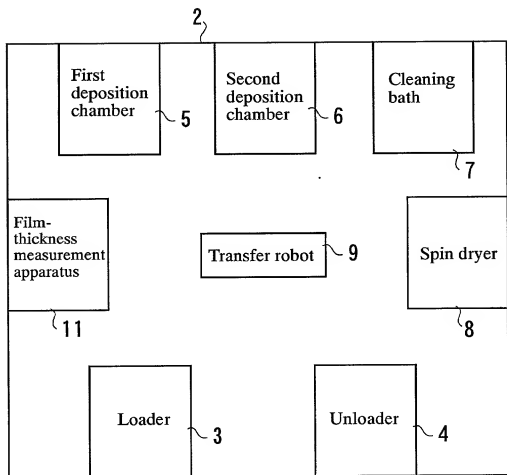 2
First
deposition
chamber
5
Second
deposition
chamber
6
Cleaning
bath
7
Film-
thickness
measurement
apparatus
11
Transfer robot
9
Spin dryer
8
Loader
3
Unloader
4